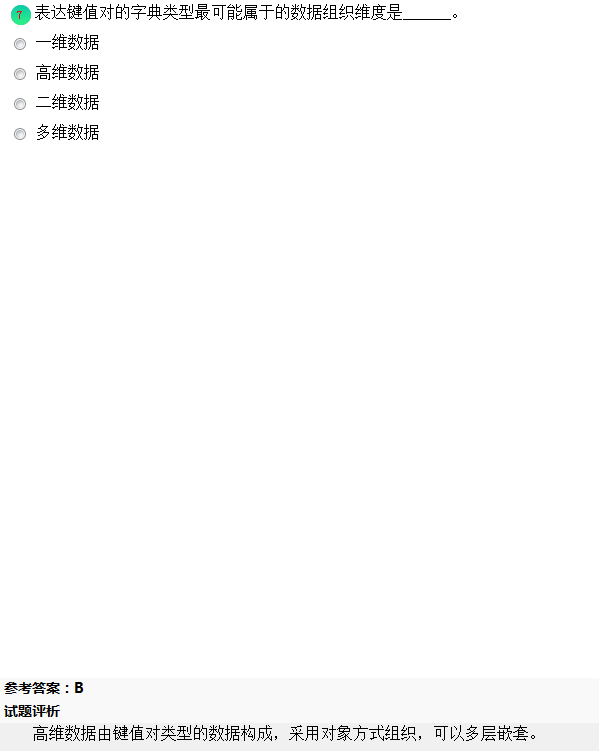 7 表达键值对的字典类型最可能属于的数据组织维度是______。
一维数据
高维数据
二维数据
多维数据
参考答案：B
试题评析
高维数据由键值对类型的数据构成，采用对象方式组织，可以多层嵌套。